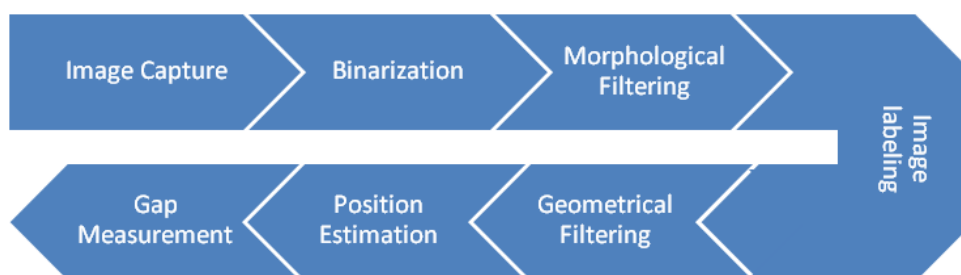 Image Capture
Binarization
Morphological
Filtering
Image
labeling
Geometrical
Filtering
Position
Estimation
Gap
Measurement